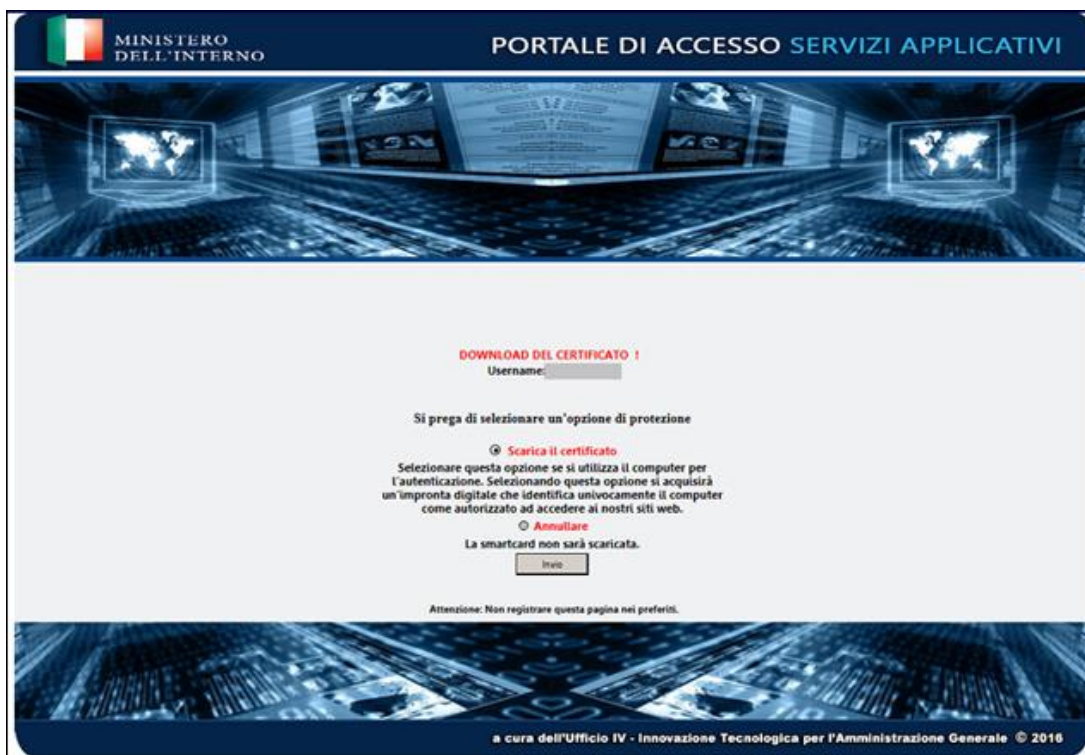 MINISTERO
DELL'INTERNO
PORTALE DI ACCESSO SERVIZI APPLICATIVI
DOWNLOAD DEL CERTIFICATO !
Username:
Si prega di selezionare un'opzione di protezione
Scarica il certificato
Selezionare questa opzione se si utilizza il computer per
l'autenticazione. Selezionando questa opzione si acquisirà
un'impronta digitale che identifica univocamente il computer
come autorizzato ad accedere ai nostri siti web.
Annullare
La smartcard non sarà scaricata.
Invio
Attenzione: Non registrare questa pagina nei preferiti.
a cura dell'Ufficio IV - Innovazione Tecnologica per l'Amministrazione Generale © 2016